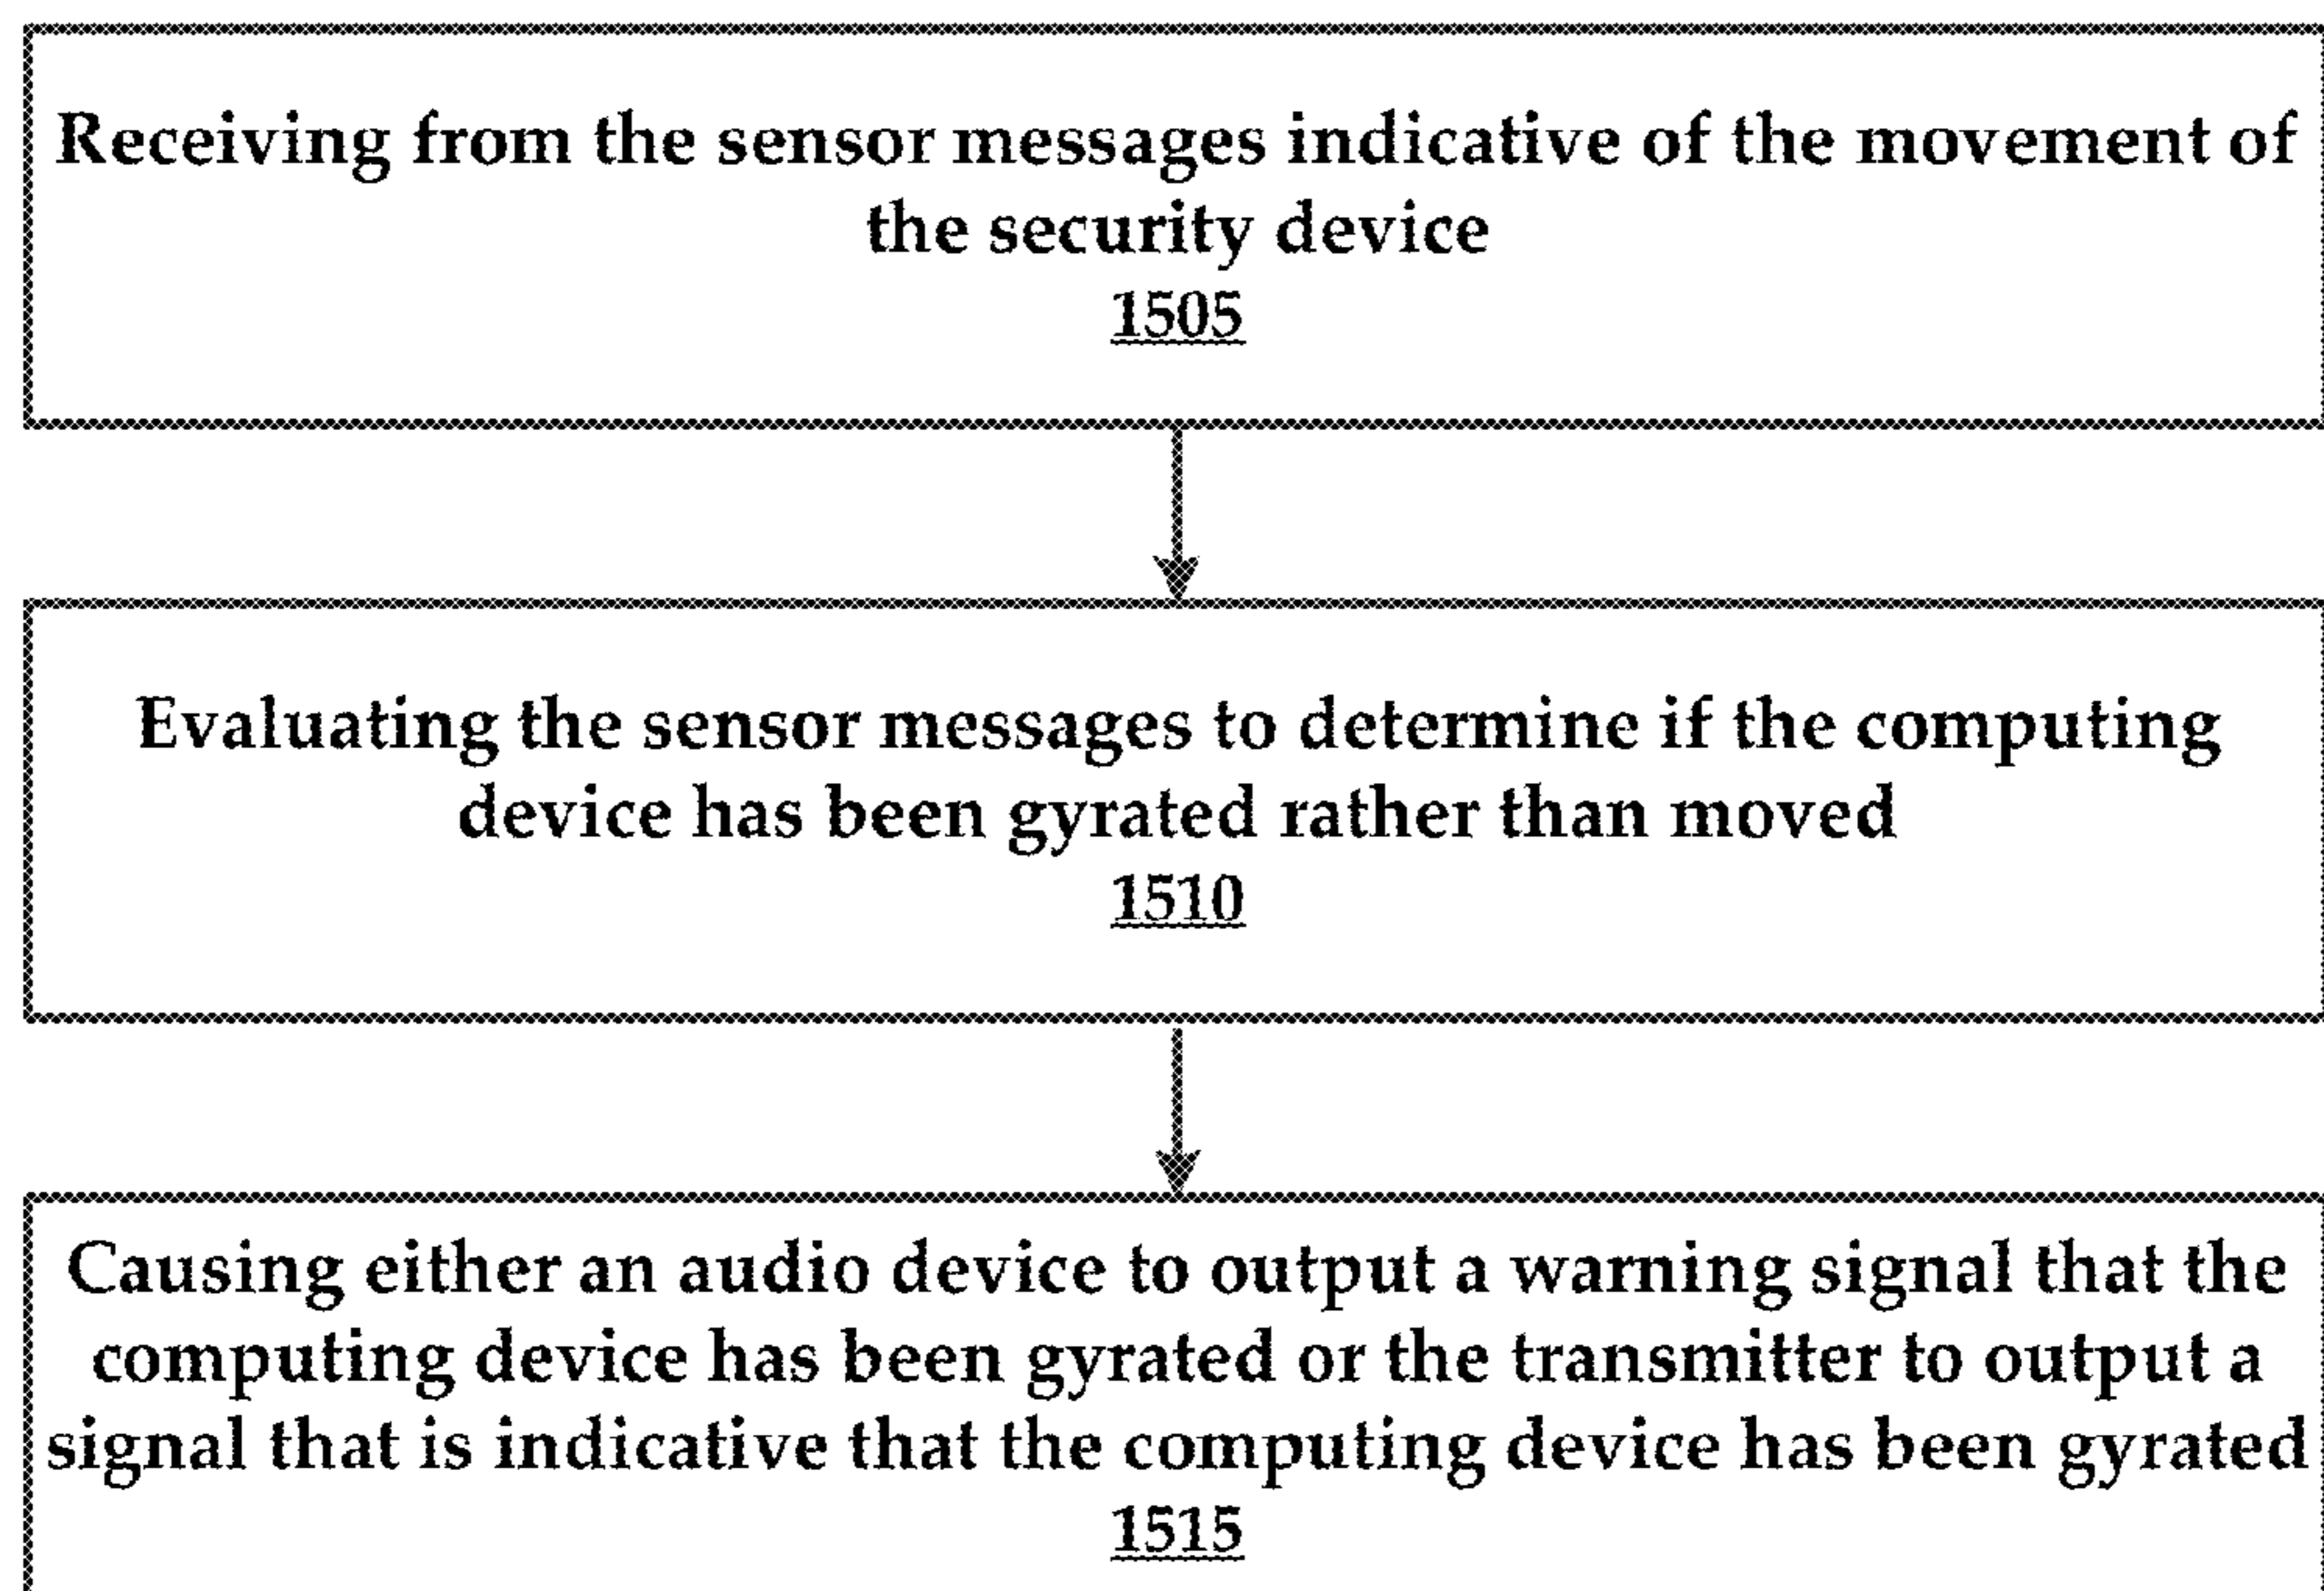 Receiving from the sensor messages indicative of the movement of
the security device
1505
Evaluating the sensor messages to determine if the computing
device has been gyrated rather than moved
1510
Causing either an audio device to output a warning signal that the
computing device has been gyrated or the transmitter to output a
signal that is indicative that the computing device has been gyrated
1515